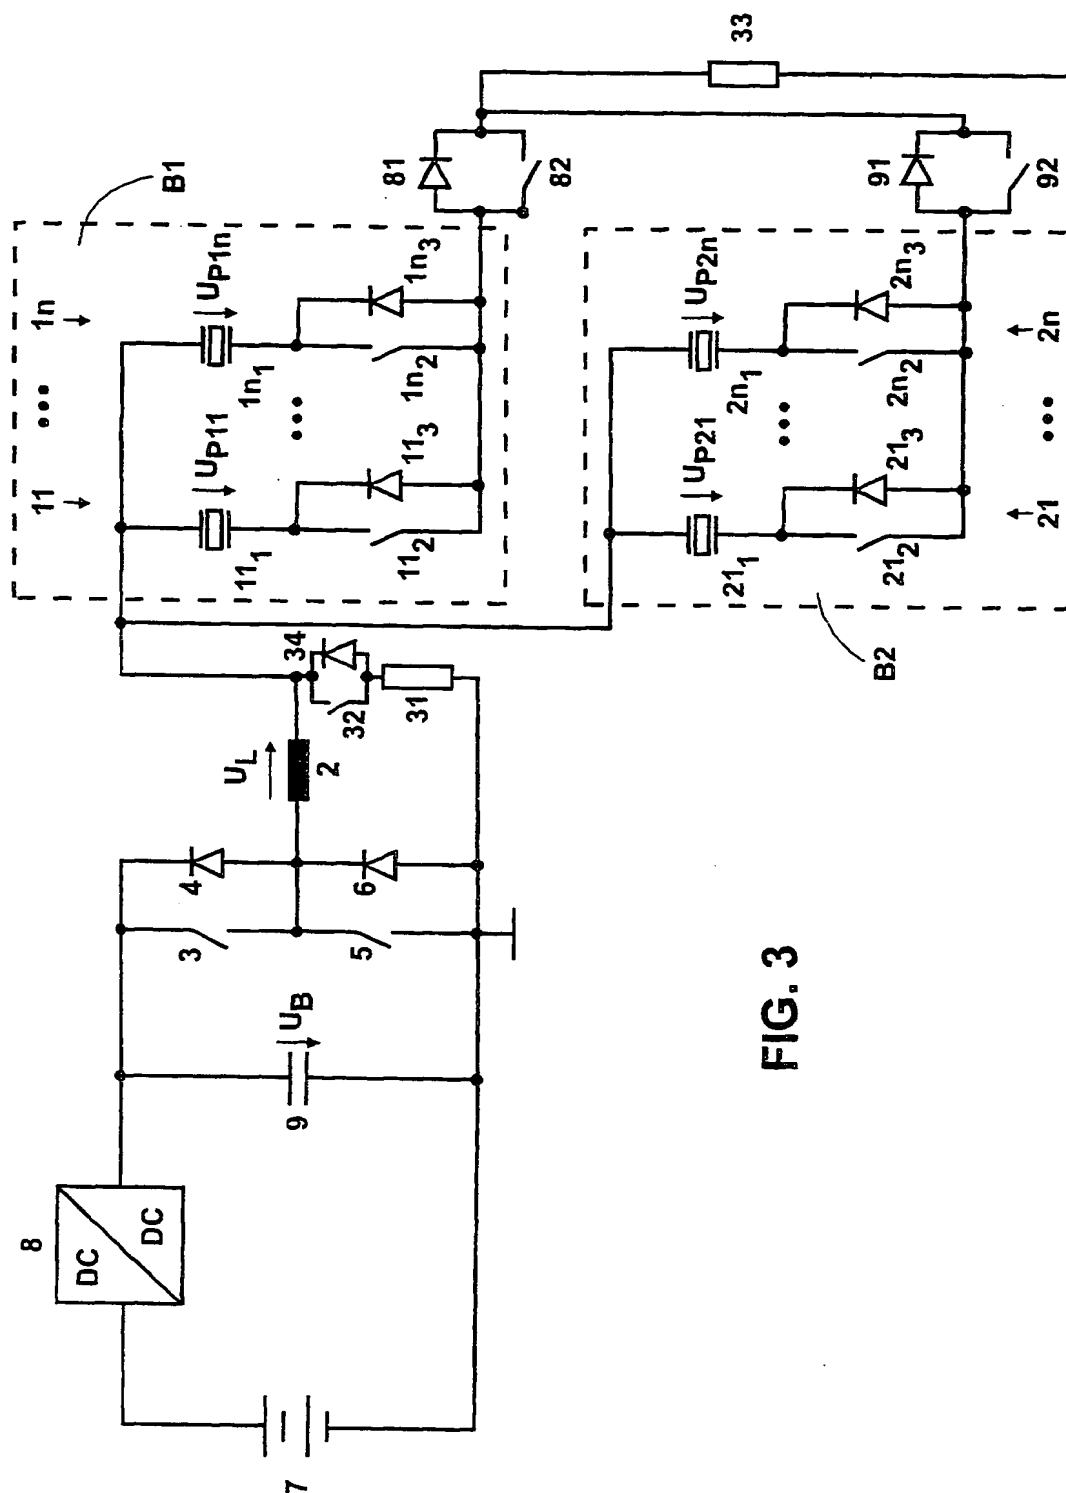 7
8
DC
DC
9
U_B
3
4
5
6
U_L
2
34
32
31
B1
11
•••
1n
U_P11
U_P1n
11_1
•••
1n_1
11_2
11_3
1n_2
1n_3
81
82
33
B2
U_P21
U_P2n
21_1
•••
2n_1
21_2
21_3
2n_2
2n_3
91
92
21
•••
2n
FIG. 3